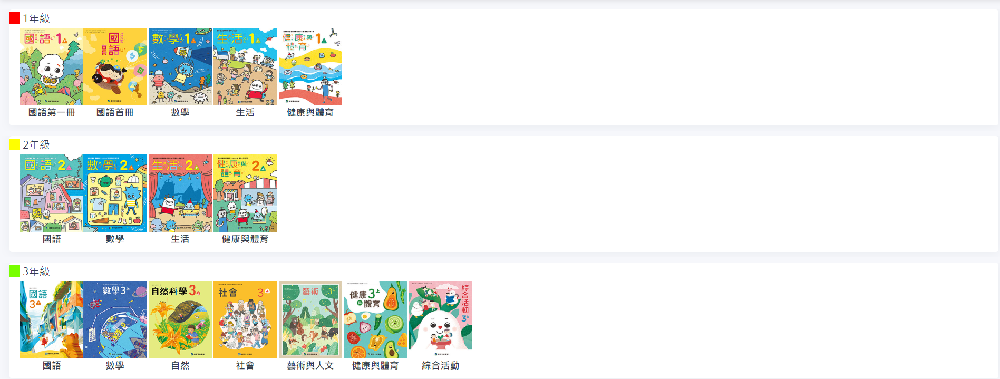 1年級
國語 1上
國語 首冊
數學 1上
生活 1上
健康與體育 1上
國語第一冊
國語首冊
數學
生活
健康與體育
2年級
國語 2上
數學 2上
生活 2上
健康與體育 2上
國語
數學
生活
健康與體育
3年級
國語 3上
數學3上
自然科學 3上
社會 3上
藝術 3上
健康與體育 3上
綜合活動 3上
國語
數學
自然
社會
藝術與人文
健康與體育
綜合活動